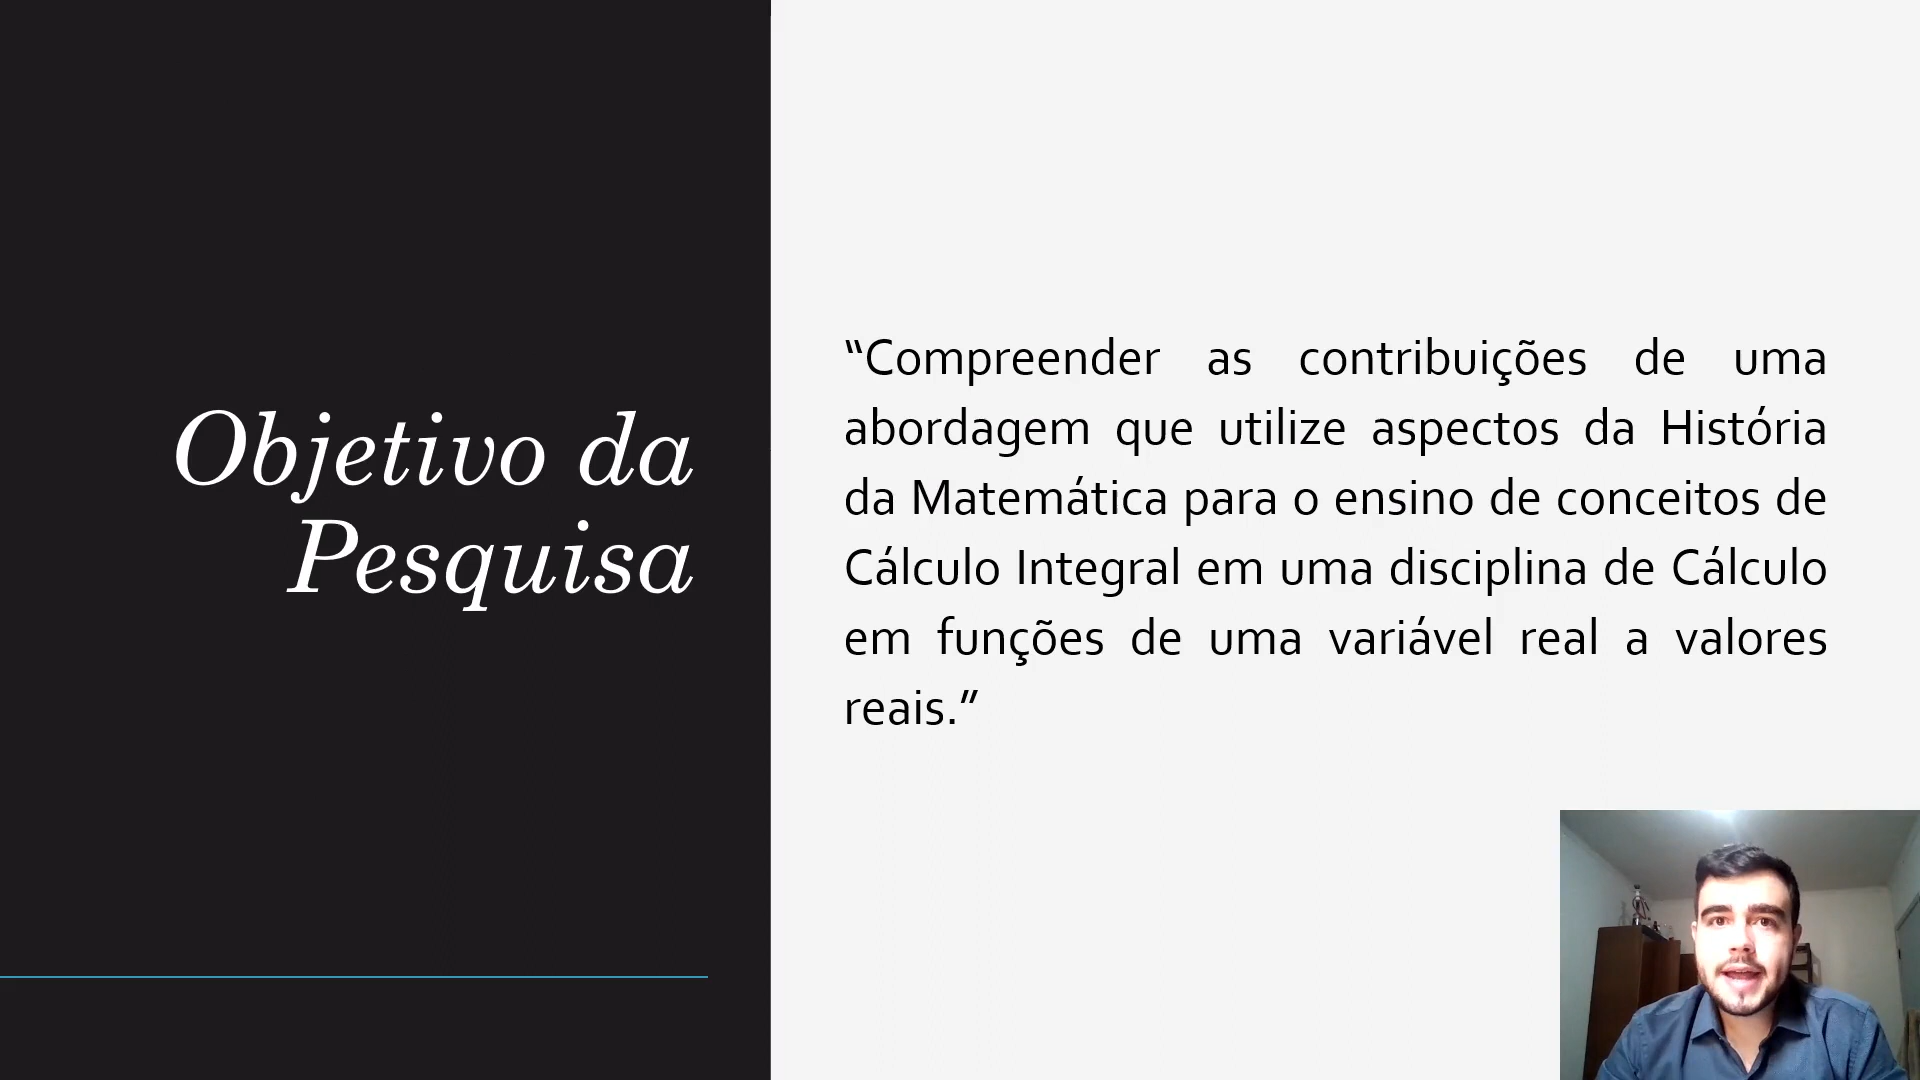 Objetivo da
Pesquisa
“Compreender as contribuições de uma
abordagem que utilize aspectos da História
da Matemática para o ensino de conceitos de
Cálculo Integral em uma disciplina de Cálculo
em funções de uma variável real a valores
reais.”